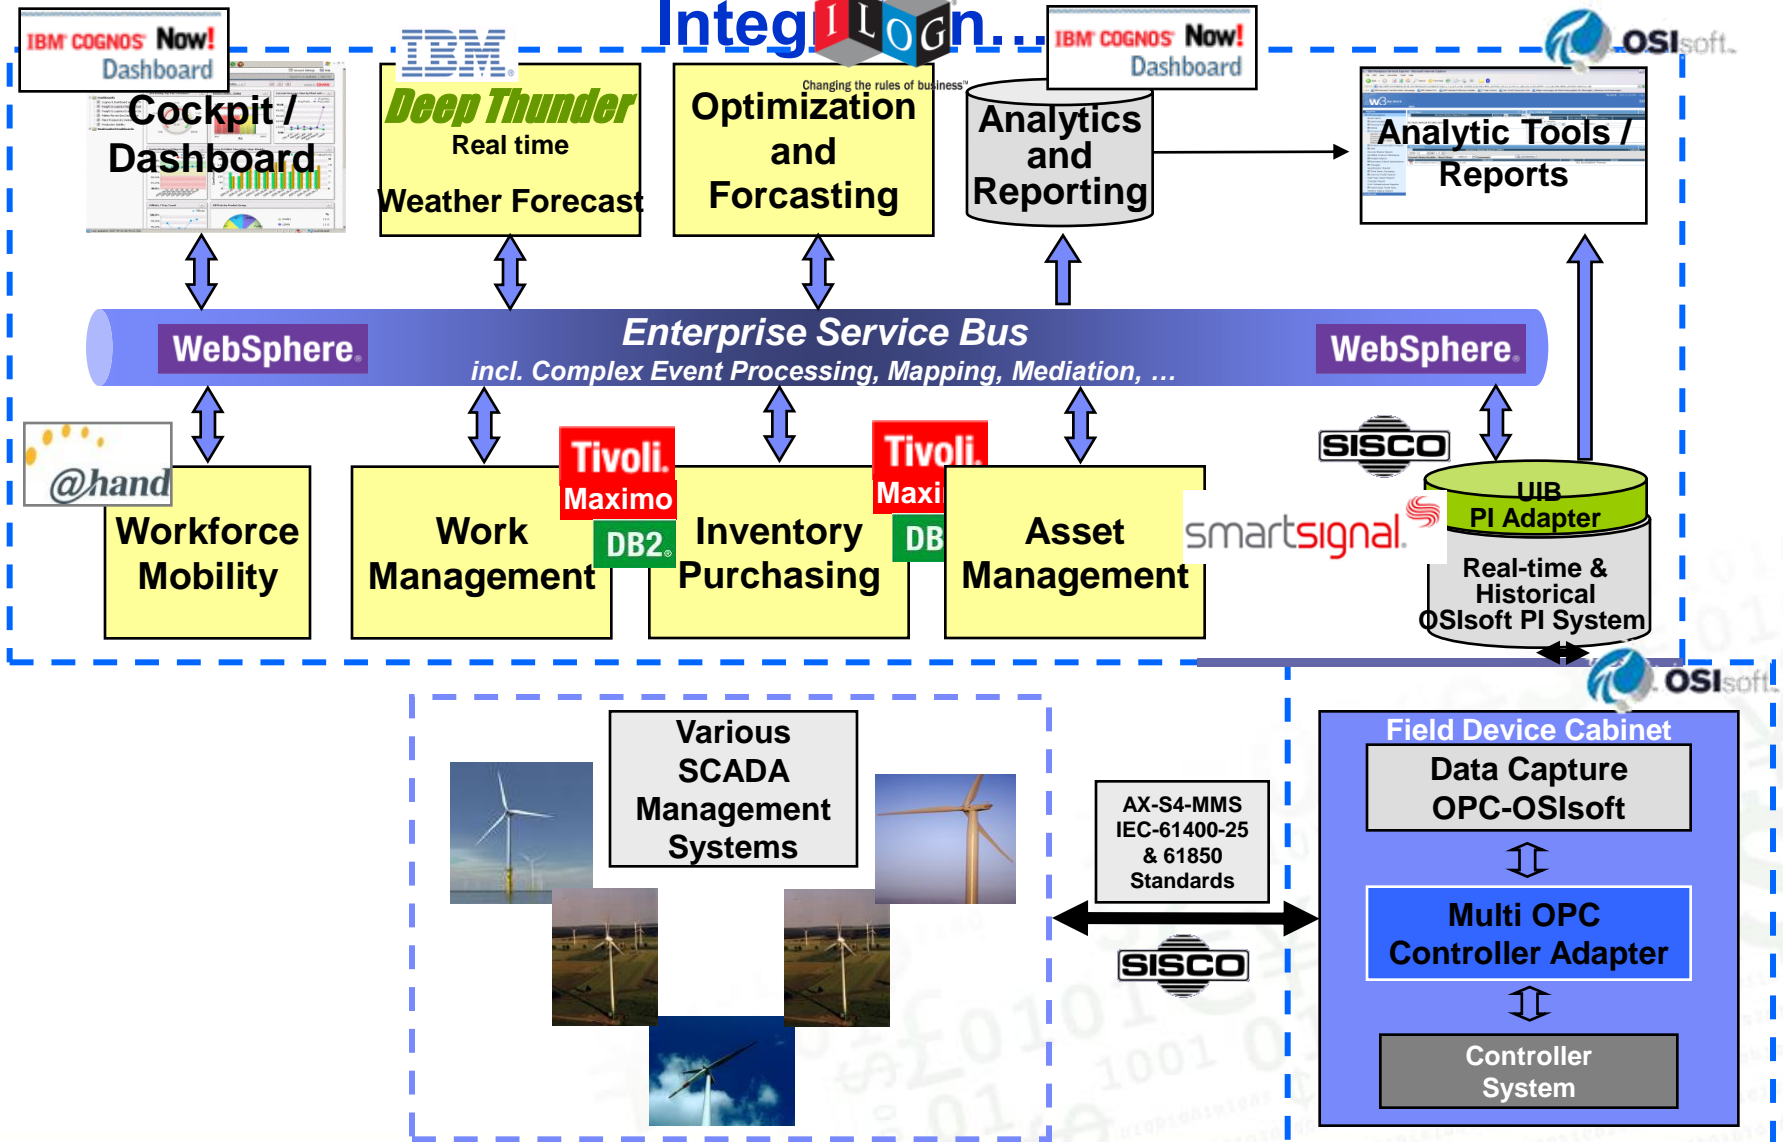 Integ
ILOG
n...
Changing the rules of business™
IBM COGNOS Now!
Dashboard
Cockpit /
Dashboard
IBM®
Deep Thunder
Real time
Weather Forecast
Optimization
and
Forcasting
IBM COGNOS Now!
Dashboard
Analytics
and
Reporting
OSIsoft.
Analytic Tools /
Reports
WebSphere®
Enterprise Service Bus
incl. Complex Event Processing, Mapping, Mediation, …
WebSphere®
@hand
Workforce
Mobility
Work
Management
Tivoli.
Maximo
DB2®
Inventory
Purchasing
Tivoli.
Maxi
DB
Asset
Management
SISCO
smartsignal.
UIB
PI Adapter
Real-time &
Historical
OSIsoft PI System
OSIsoft.
Various
SCADA
Management
Systems
AX-S4-MMS
IEC-61400-25
& 61850
Standards
SISCO
Field Device Cabinet
Data Capture
OPC-OSIsoft
Multi OPC
Controller Adapter
Controller
System